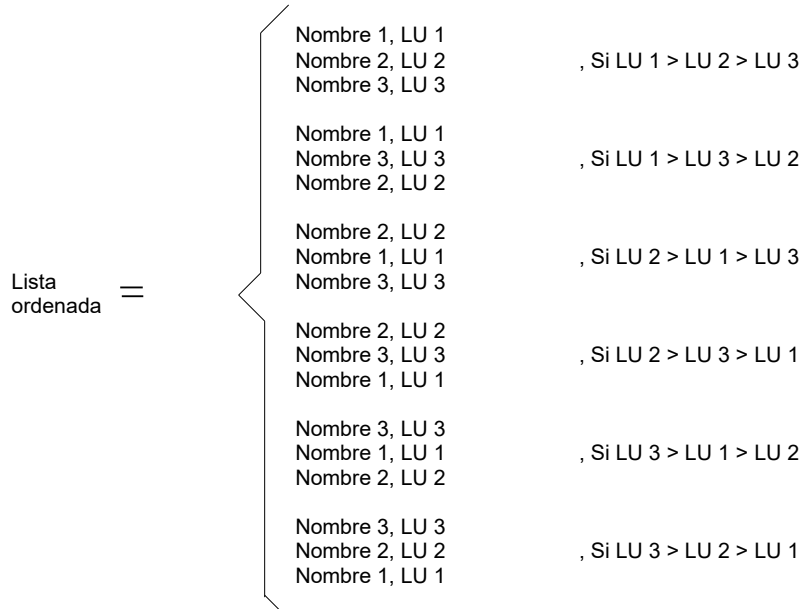 Nombre 1, LU 1
Nombre 2, LU 2 , Si LU 1 > LU 2 > LU 3
Nombre 3, LU 3
Nombre 1, LU 1
Nombre 3, LU 3 , Si LU 1 > LU 3 > LU 2
Nombre 2, LU 2
Nombre 2, LU 2
Nombre 1, LU 1 , Si LU 2 > LU 1 > LU 3
Nombre 3, LU 3
Lista
ordenada =
Nombre 2, LU 2
Nombre 3, LU 3 , Si LU 2 > LU 3 > LU 1
Nombre 1, LU 1
Nombre 3, LU 3
Nombre 1, LU 1 , Si LU 3 > LU 1 > LU 2
Nombre 2, LU 2
Nombre 3, LU 3
Nombre 2, LU 2 , Si LU 3 > LU 2 > LU 1
Nombre 1, LU 1